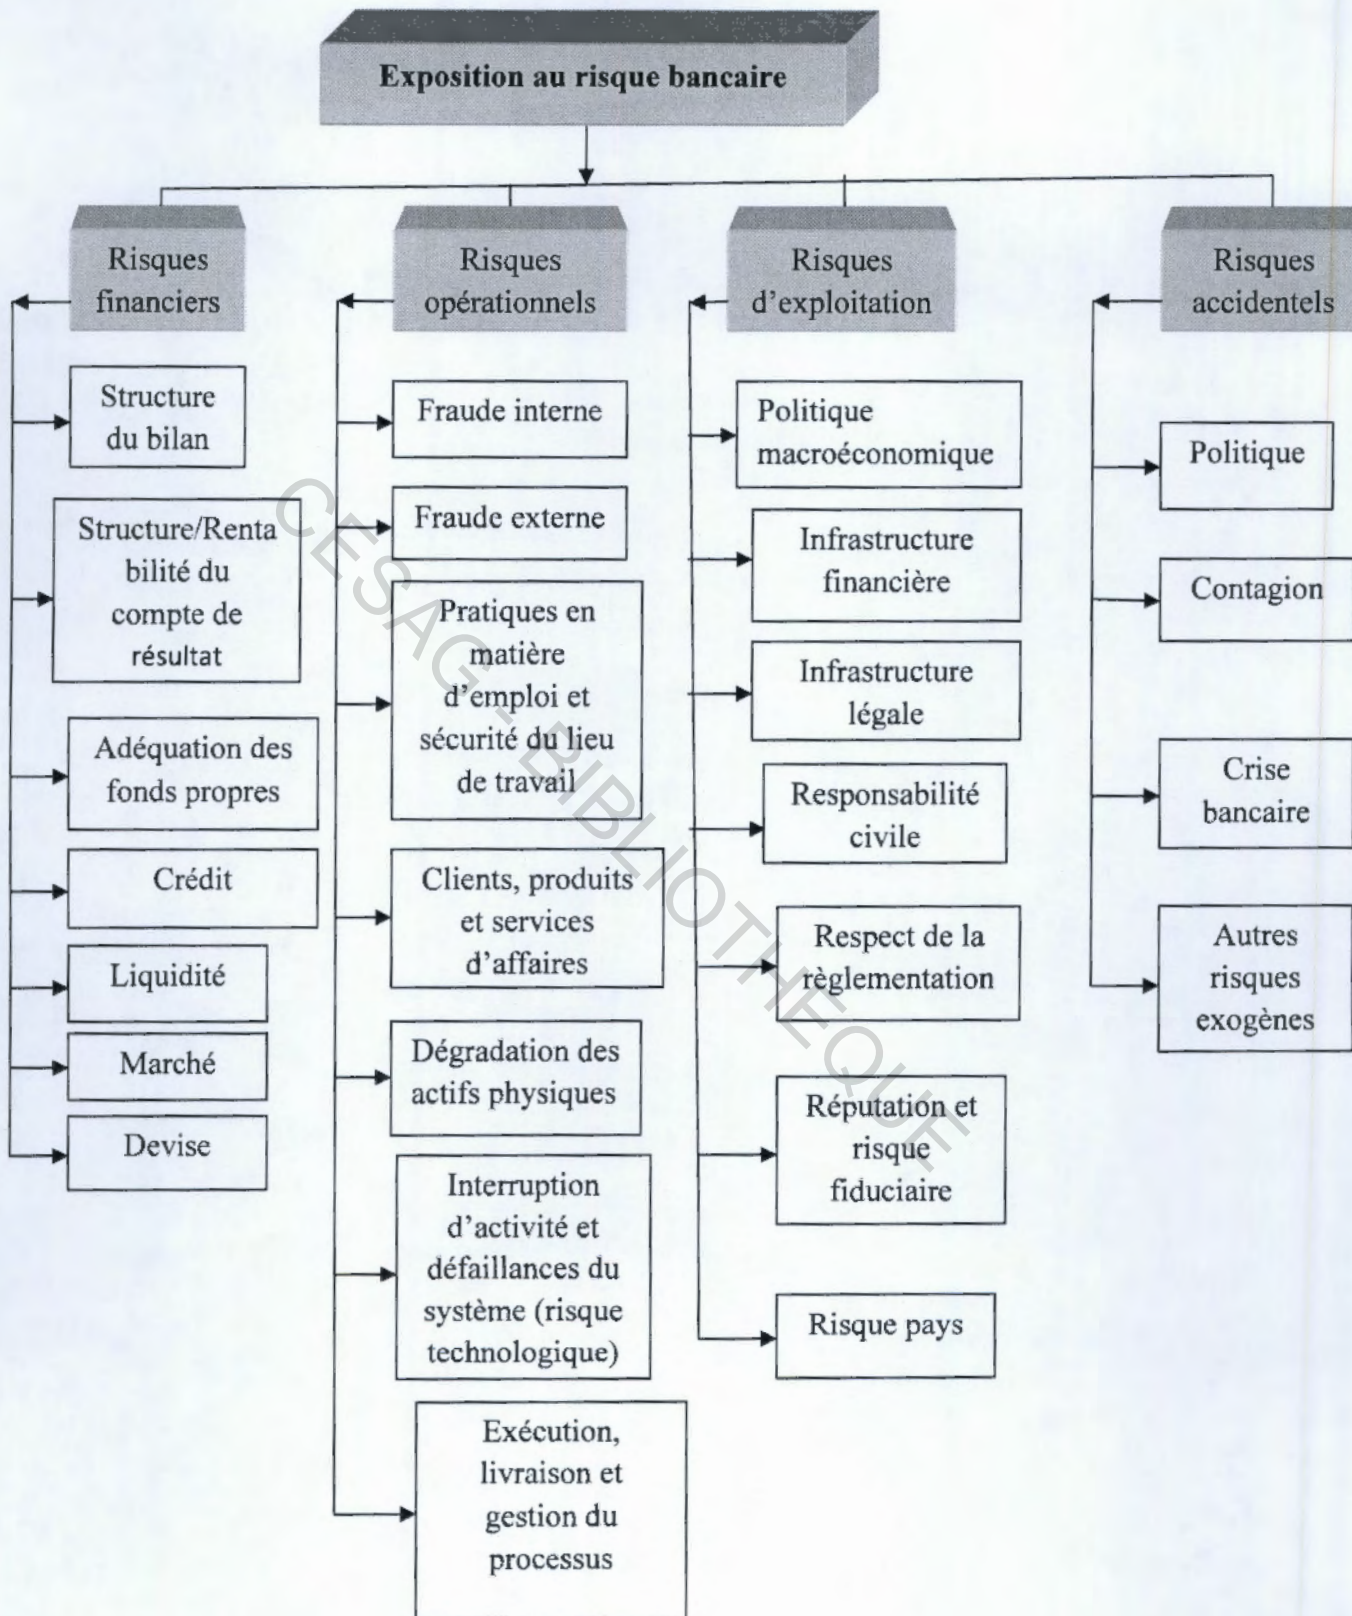 Exposition au risque bancaire
Risques
financiers
Structure
du bilan
Structure/Renta
bilité du
compte de
résultat
Adéquation des
fonds propres
Crédit
Liquidité
Marché
Devise
Risques
opérationnels
Fraude interne
Fraude externe
Pratiques en
matière
d'emploi et
sécurité du lieu
de travail
Clients, produits
et services
d'affaires
Dégradation des
actifs physiques
Interruption
d'activité et
défaillances du
système (risque
technologique)
Exécution,
livraison et
gestion du
processus
Risques
d'exploitation
Politique
macroéconomique
Infrastructure
financière
Infrastructure
légale
Responsabilité
civile
Respect de la
règlementation
Réputation et
risque
fiduciaire
Risque pays
Risques
accidentels
Politique
Contagion
Crise
bancaire
Autres
risques
exogènes
CESAG - BIBLIOTHEQUE